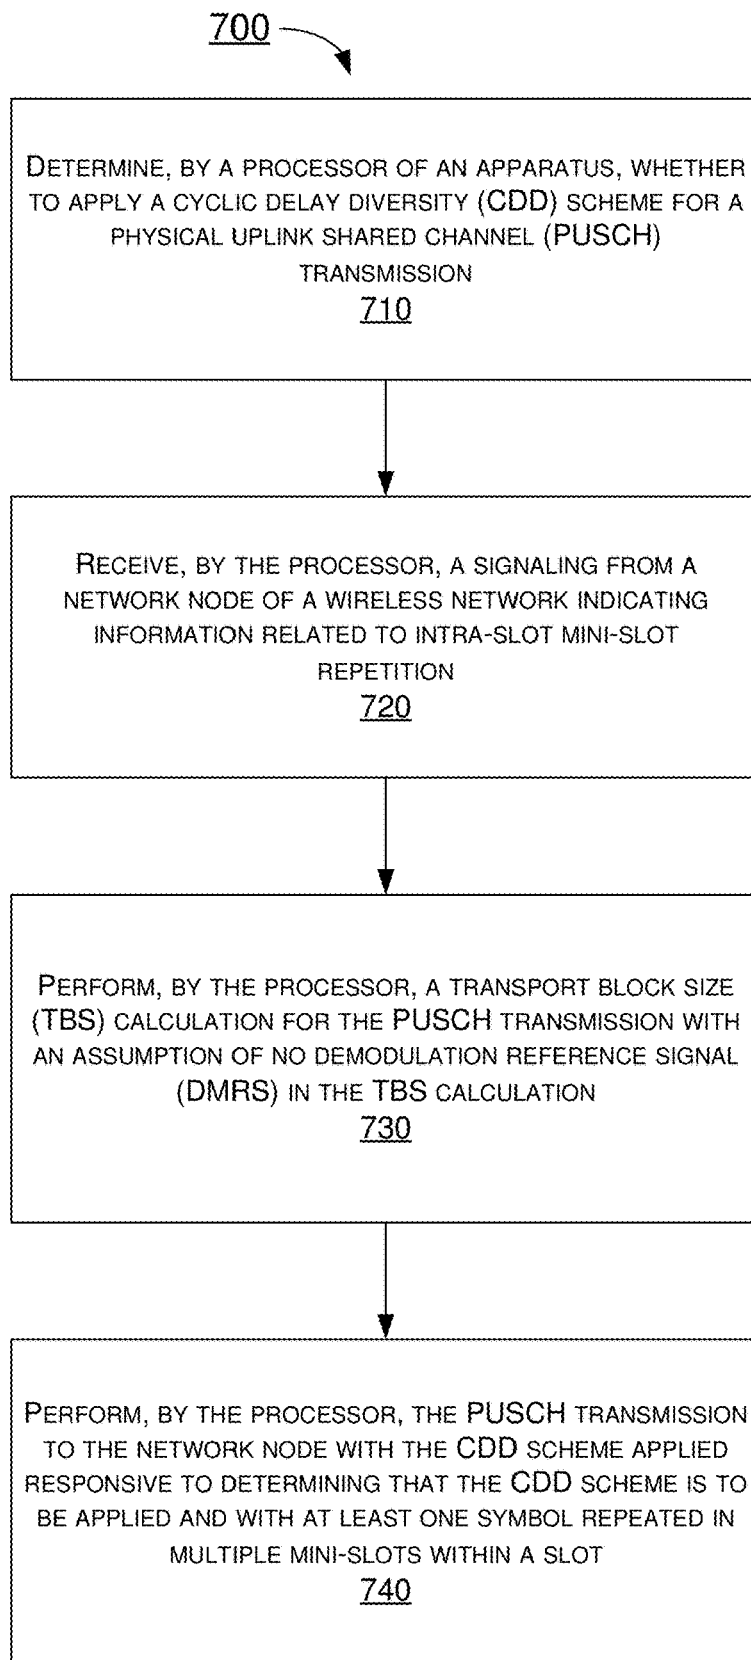 700
DETERMINE, BY A PROCESSOR OF AN APPARATUS, WHETHER
TO APPLY A CYCLIC DELAY DIVERSITY (CDD) SCHEME FOR A
PHYSICAL UPLINK SHARED CHANNEL (PUSCH)
TRANSMISSION
710
RECEIVE, BY THE PROCESSOR, A SIGNALING FROM A
NETWORK NODE OF A WIRELESS NETWORK INDICATING
INFORMATION RELATED TO INTRA-SLOT MINI-SLOT
REPETITION
720
PERFORM, BY THE PROCESSOR, A TRANSPORT BLOCK SIZE
(TBS) CALCULATION FOR THE PUSCH TRANSMISSION WITH
AN ASSUMPTION OF NO DEMODULATION REFERENCE SIGNAL
(DMRS) IN THE TBS CALCULATION
730
PERFORM, BY THE PROCESSOR, THE PUSCH TRANSMISSION
TO THE NETWORK NODE WITH THE CDD SCHEME APPLIED
RESPONSIVE TO DETERMINING THAT THE CDD SCHEME IS TO
BE APPLIED AND WITH AT LEAST ONE SYMBOL REPEATED IN
MULTIPLE MINI-SLOTS WITHIN A SLOT
740